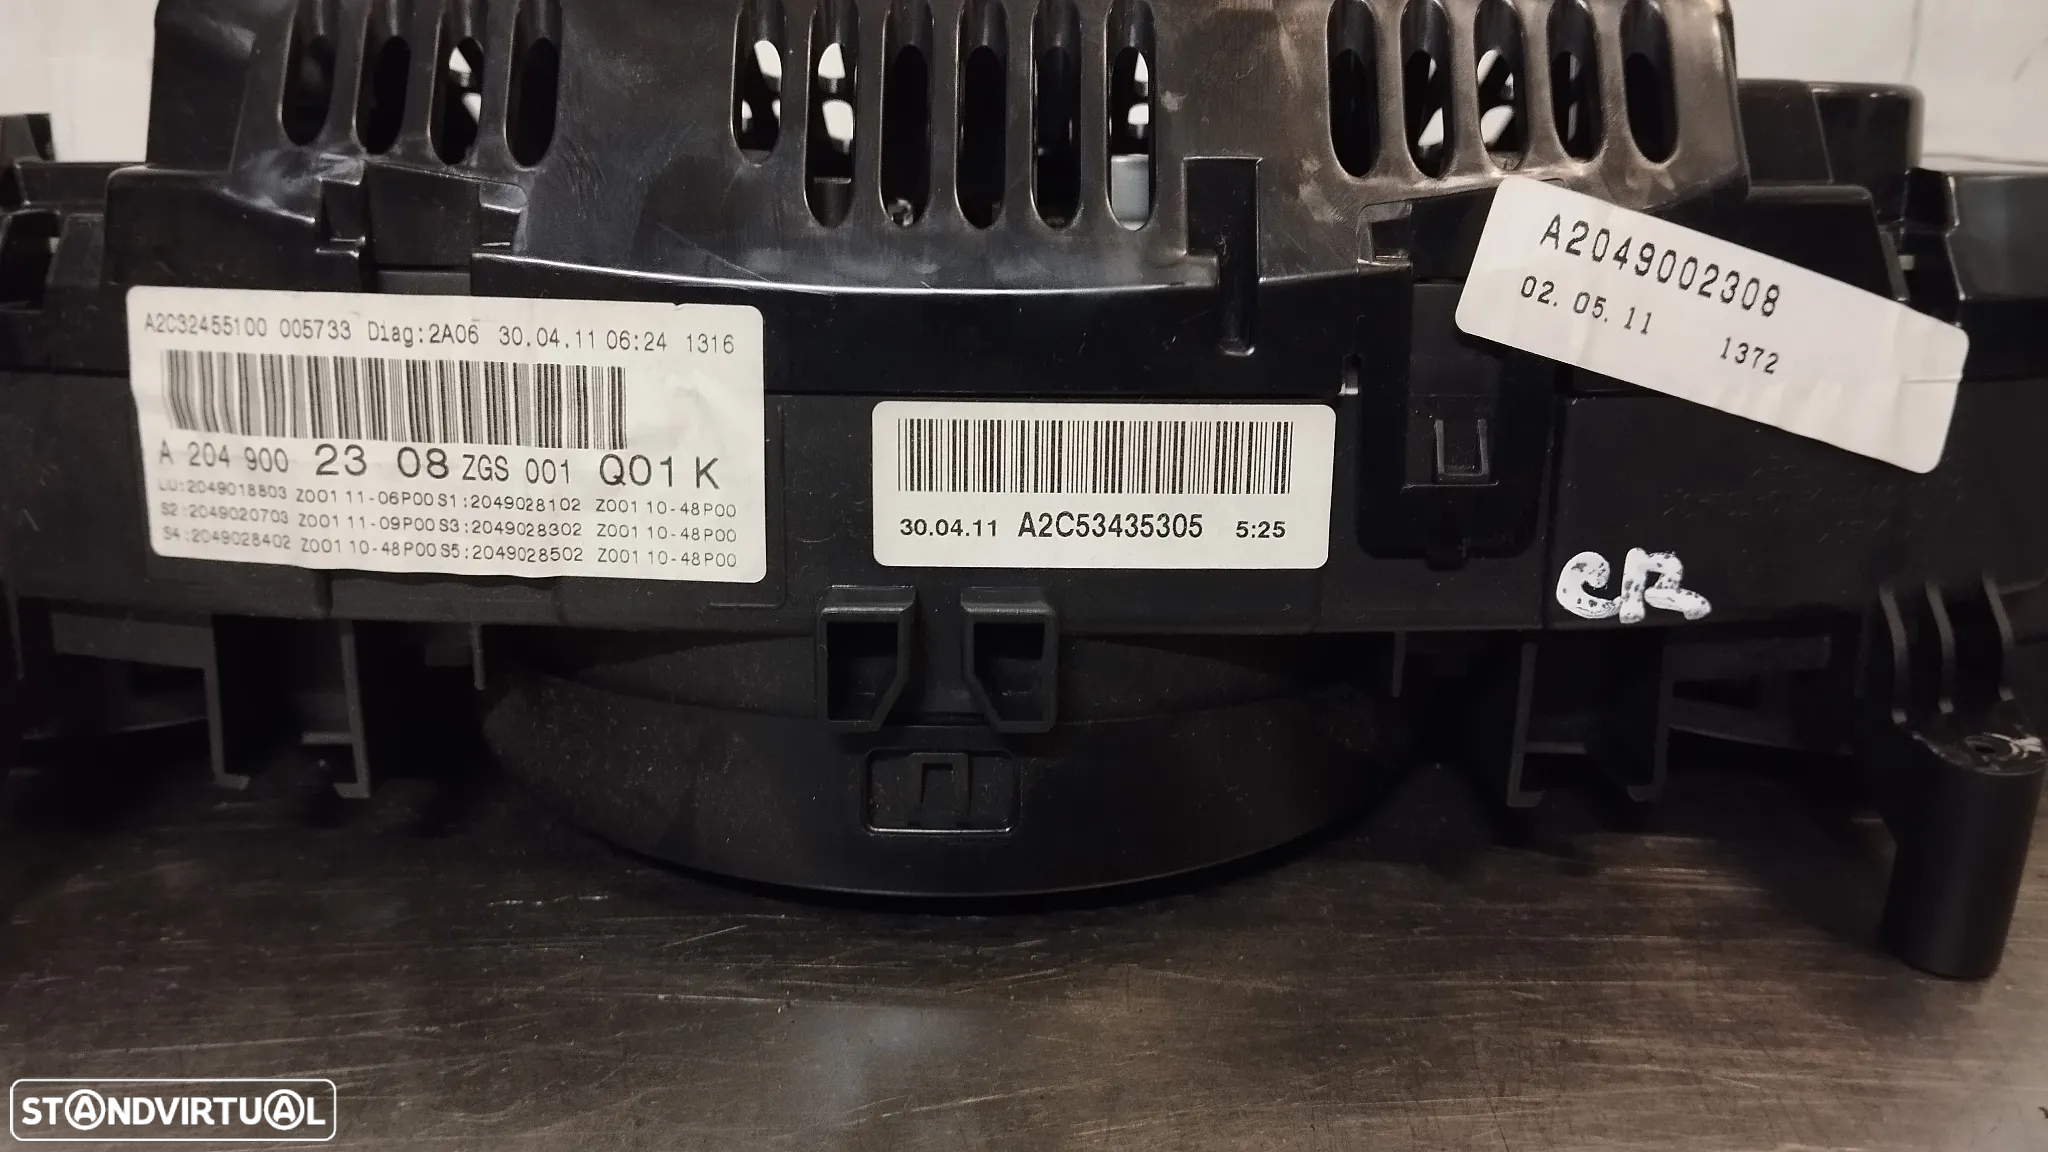 A2C32455100 005733 Diag:2A06 30.04.11 06:24 1316
A 204 900 23 08 ZGS 001 Q01 K
LU:2049018803 Z001 11-06P00 S1:2049028102 Z001 10-48P00
S2:2049020703 Z001 11-09P00 S3:2049028302 Z001 10-48P00
S4:2049028402 Z001 10-48P00 S5:2049028502 Z001 10-48P00
30.04.11 A2C53435305 5:25
A2049002308
02.05.11 1372
CR
STANDVIRTUAL